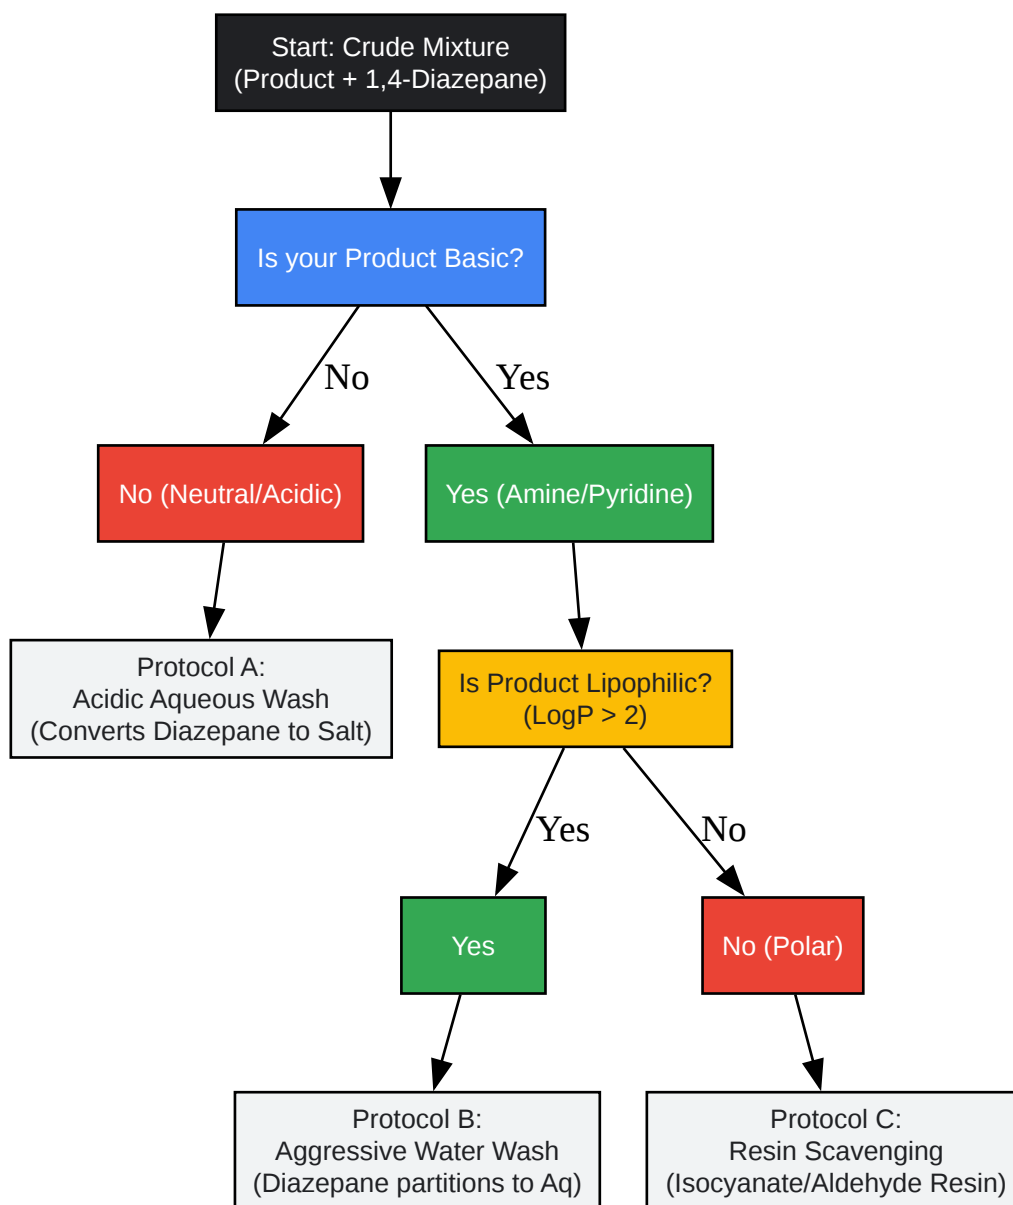 Start: Crude Mixture
(Product + 1,4-Diazepane)
Is your Product Basic?
No
Yes
No (Neutral/Acidic)
Yes (Amine/Pyridine)
Protocol A:
Acidic Aqueous Wash
(Converts Diazepane to Salt)
Is Product Lipophilic?
(LogP > 2)
Yes
No
Yes
No (Polar)
Protocol B:
Aggressive Water Wash
(Diazepane partitions to Aq)
Protocol C:
Resin Scavenging
(Isocyanate/Aldehyde Resin)